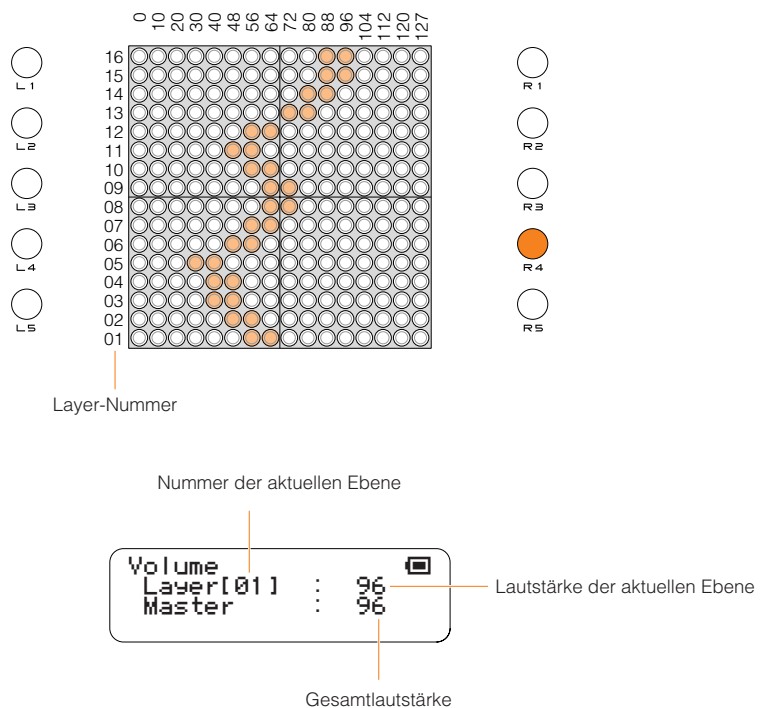 0 10 20 30 40 48 56 64 72 80 88 96 104 112 120 127
16
15
14
13
12
11
10
09
08
07
06
05
04
03
02
01
L1
L2
L3
L4
L5
R1
R2
R3
R4
R5
Layer-Nummer
Nummer der aktuellen Ebene
Volume
Layer[01] : 96
Master : 96
Lautstärke der aktuellen Ebene
Gesamtlautstärke